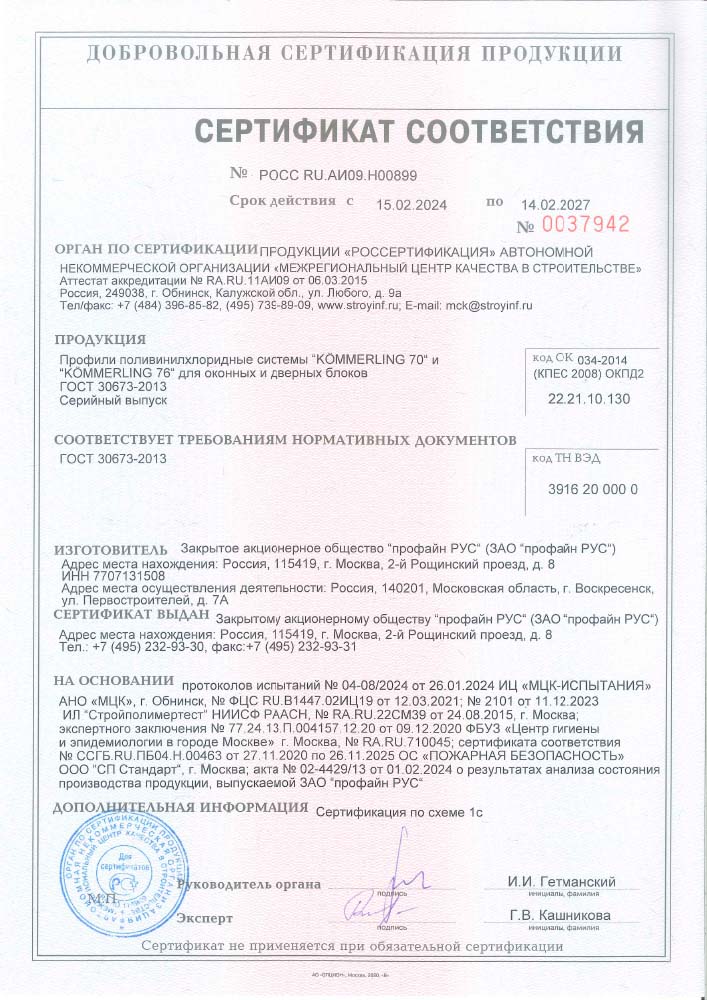 ДОБРОВОЛЬНАЯ СЕРТИФИКАЦИЯ ПРОДУКЦИИ
СЕРТИФИКАТ СООТВЕТСТВИЯ
№ РОСС RU.АИ09.Н00899
Срок действия с 15.02.2024 по 14.02.2027
№ 0037942
ОРГАН ПО СЕРТИФИКАЦИИ ПРОДУКЦИИ «РОССЕРТИФИКАЦИЯ» АВТОНОМНОЙ
НЕКОММЕРЧЕСКОЙ ОРГАНИЗАЦИИ «МЕЖРЕГИОНАЛЬНЫЙ ЦЕНТР КАЧЕСТВА В СТРОИТЕЛЬСТВЕ»
Аттестат аккредитации № RA.RU.11АИ09 от 06.03.2015
Россия, 249038, г. Обнинск, Калужской обл., ул. Любого, д. 9а
Тел/факс: +7 (484) 396-85-82, (495) 735-89-09, www.stroyinf.ru; E-mail: mck@stroyinf.ru
ПРОДУКЦИЯ
Профили поливинилхлоридные системы "KÖMMERLING 70" и
"KÖMMERLING 76" для оконных и дверных блоков
ГОСТ 30673-2013
Серийный выпуск
код ОК 034-2014
(КПЕС 2008) ОКПД2
22.21.10.130
СООТВЕТСТВУЕТ ТРЕБОВАНИЯМ НОРМАТИВНЫХ ДОКУМЕНТОВ
ГОСТ 30673-2013
код ТН ВЭД
3916 20 000 0
ИЗГОТОВИТЕЛЬ Закрытое акционерное общество "профайн РУС" (ЗАО "профайн РУС")
Адрес места нахождения: Россия, 115419, г. Москва, 2-й Рощинский проезд, д. 8
ИНН 7707131508
Адрес места осуществления деятельности: Россия, 140201, Московская область, г. Воскресенск,
ул. Первостроителей, д. 7А
СЕРТИФИКАТ ВЫДАН Закрытому акционерному обществу "профайн РУС" (ЗАО "профайн РУС")
Адрес места нахождения: Россия, 115419, г. Москва, 2-й Рощинский проезд, д. 8
Тел.: +7 (495) 232-93-30, факс:+7 (495) 232-93-31
НА ОСНОВАНИИ протоколов испытаний № 04-08/2024 от 26.01.2024 ИЦ «МЦК-ИСПЫТАНИЯ»
АНО «МЦК», г. Обнинск, № ФЦС RU.В1447.02ИЦ19 от 12.03.2021; № 2101 от 11.12.2023
ИЛ "Стройполимертест" НИИСФ РААСН, № RA.RU.22СМ39 от 24.08.2015, г. Москва;
экспертного заключения № 77.24.13.П.004157.12.20 от 09.12.2020 ФБУЗ «Центр гигиены
и эпидемиологии в городе Москве» г. Москва, № RA.RU.710045; сертификата соответствия
№ ССГБ.RU.ПБ04.Н.00463 от 27.11.2020 по 26.11.2025 ОС «ПОЖАРНАЯ БЕЗОПАСНОСТЬ»
ООО "СП Стандарт", г. Москва; акта № 02-4429/13 от 01.02.2024 о результатах анализа состояния
производства продукции, выпускаемой ЗАО "профайн РУС"
ДОПОЛНИТЕЛЬНАЯ ИНФОРМАЦИЯ Сертификация по схеме 1с
Для
сертификатов
М.П.
Руководитель органа
подпись
И.И. Гетманский
инициалы, фамилия
Эксперт
подпись
Г.В. Кашникова
инициалы, фамилия
Сертификат не применяется при обязательной сертификации
АО «ОПЦИОН», Москва, 2020, «В»